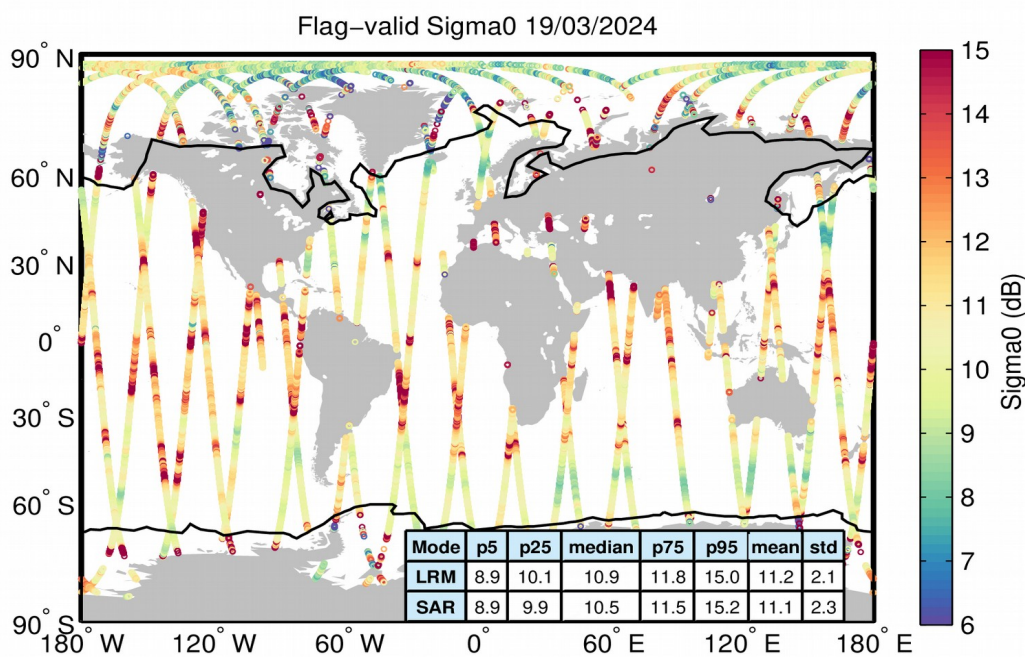 Flag−valid Sigma0 19/03/2024
90° N
60° N
30° N
0°
30° S
60° S
90° S
180° W
120° W
60° W
0°
60° E
120° E
180° E
15
14
13
12
11
10
9
8
7
6
Sigma0 (dB)
Mode p5 p25 median p75 p95 mean std
LRM 8.9 10.1 10.9 11.8 15.0 11.2 2.1
SAR 8.9 9.9 10.5 11.5 15.2 11.1 2.3